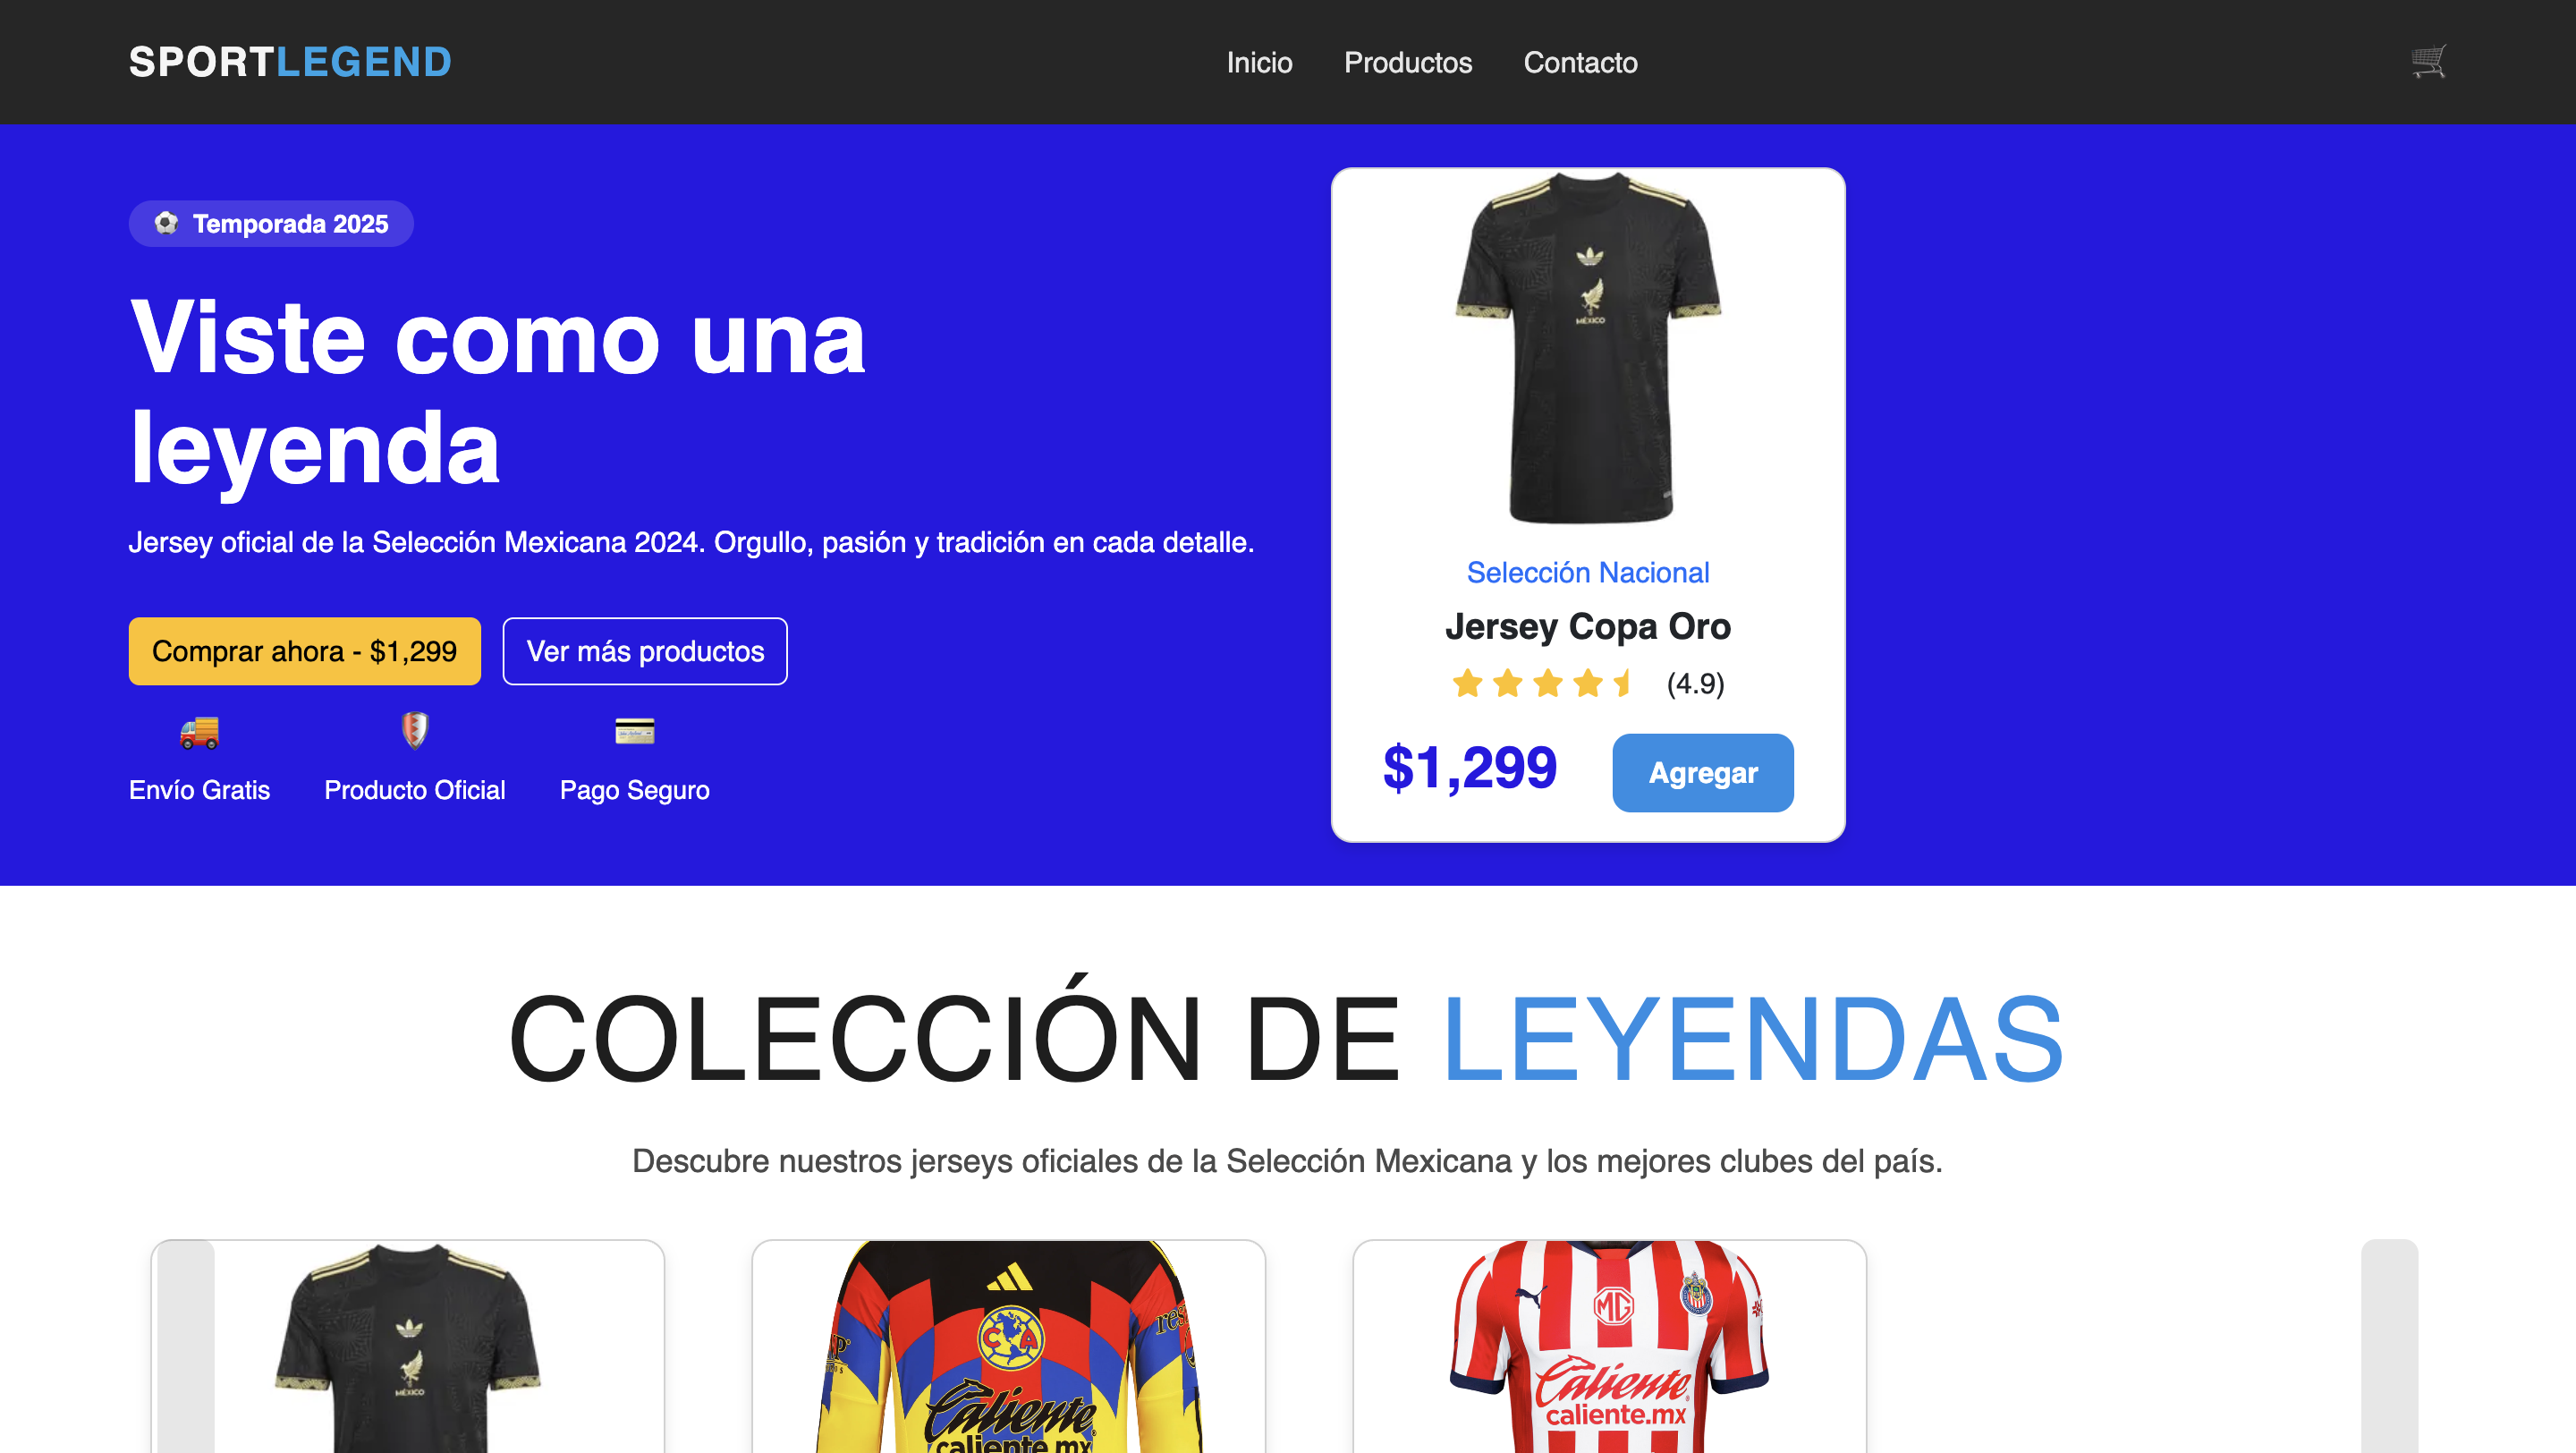 SPORTLEGEND
Inicio
Productos
Contacto
Temporada 2025
Viste como una
leyenda
Jersey oficial de la Selección Mexicana 2024. Orgullo, pasión y tradición en cada detalle.
Comprar ahora - $1,299
Ver más productos
Envío Gratis
Producto Oficial
Pago Seguro
MÉXICO
Selección Nacional
Jersey Copa Oro
(4.9)
$1,299
Agregar
COLECCIÓN DE LEYENDAS
Descubre nuestros jerseys oficiales de la Selección Mexicana y los mejores clubes del país.
MÉXICO
CA
Caliente
caliente.mx
MG
Caliente
caliente.mx